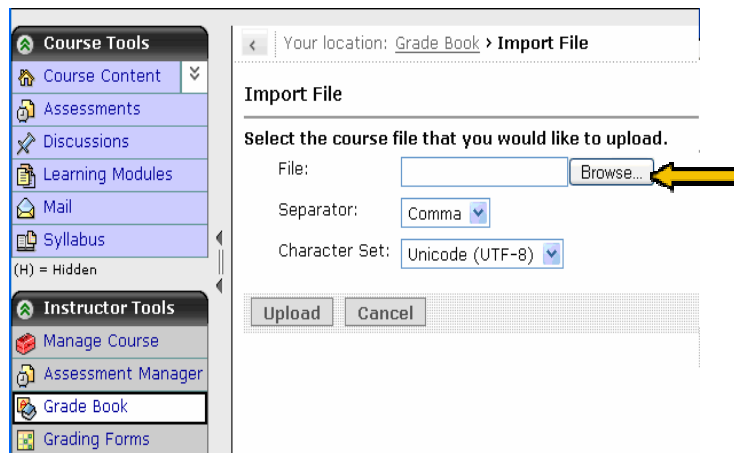 Course Tools
Course Content
Assessments
Discussions
Learning Modules
Mail
Syllabus
(H) = Hidden
Instructor Tools
Manage Course
Assessment Manager
Grade Book
Grading Forms
Your location: Grade Book > Import File
Import File
Select the course file that you would like to upload.
File: Browse...
Separator: Comma
Character Set: Unicode (UTF-8)
Upload Cancel